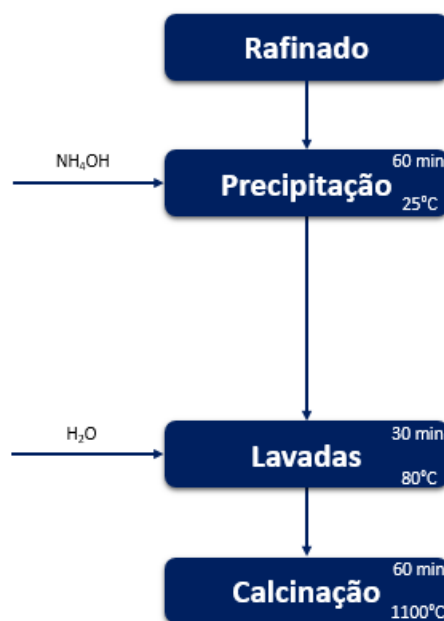 Rafinado
NH₄OH
60 min
Precipitação
25°C
H₂O
30 min
Lavadas
80°C
60 min
Calcinação
1100°C